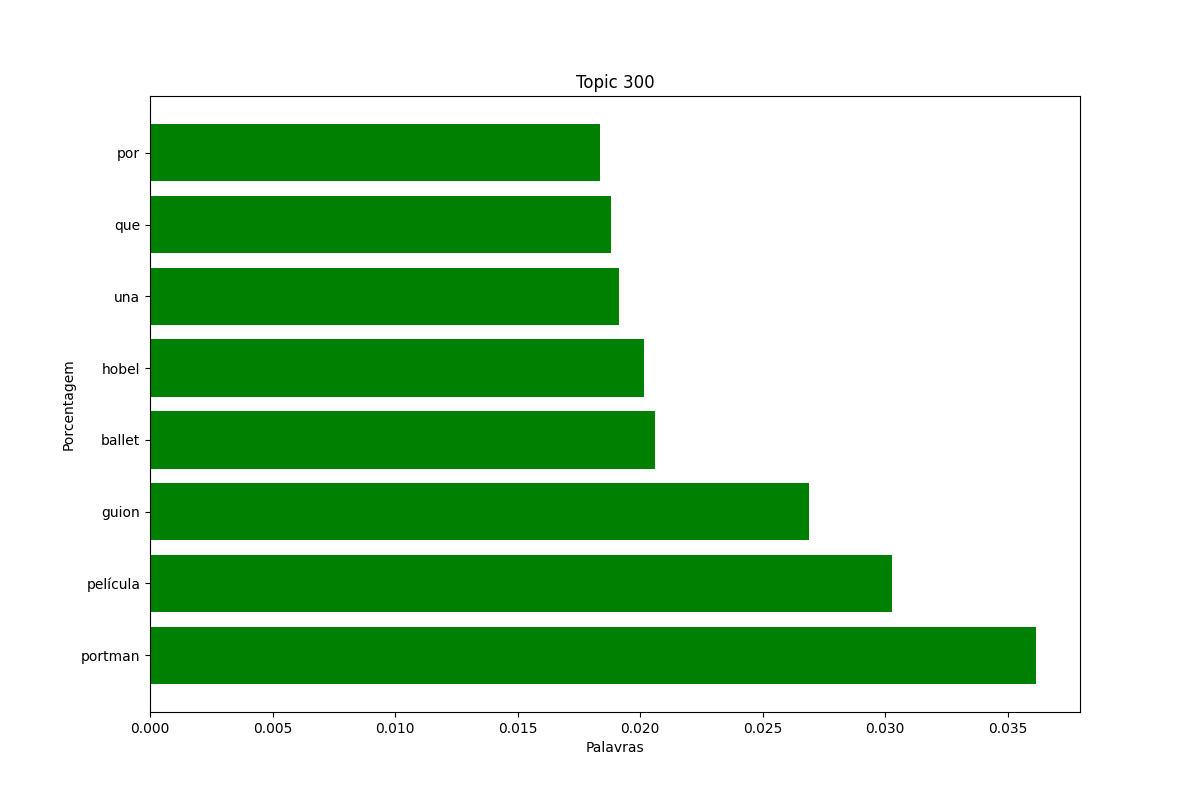 Topic 300
por
que
una
hobel
ballet
guion
película
portman
Porcentagem
0.000 0.005 0.010 0.015 0.020 0.025 0.030 0.035
Palavras